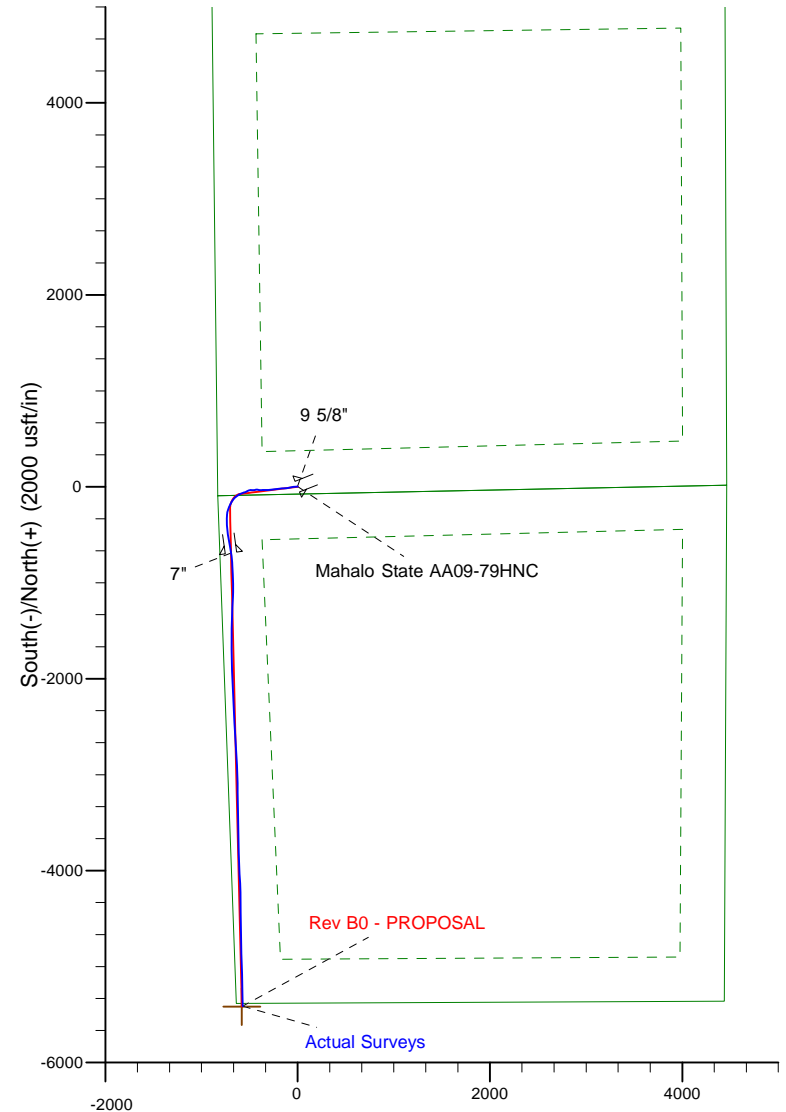 4000
2000
9 5/8"
0
Mahalo State AA09-79HNC
7"
South(-)/North(+) (2000 usft/in)
-2000
-4000
Rev B0 - PROPOSAL
Actual Surveys
-6000
-2000 0 2000 4000